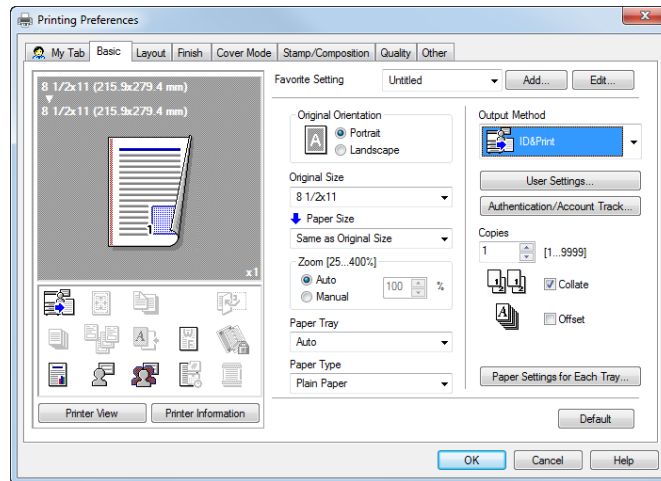 Printing Preferences
My Tab Basic Layout Finish Cover Mode Stamp/Composition Quality Other
8 1/2x11 (215.9x279.4 mm)
8 1/2x11 (215.9x279.4 mm)
1
x1
Printer View Printer Information
Favorite Setting Untitled Add... Edit...
Original Orientation
A
Portrait
Landscape
Original Size
8 1/2x11
Paper Size
Same as Original Size
Zoom [25...400%]
Auto
Manual
100 %
Paper Tray
Auto
Paper Type
Plain Paper
Output Method
ID&Print
User Settings...
Authentication/Account Track...
Copies
1 [1...9999]
Collate
Offset
Paper Settings for Each Tray...
Default
OK Cancel Help